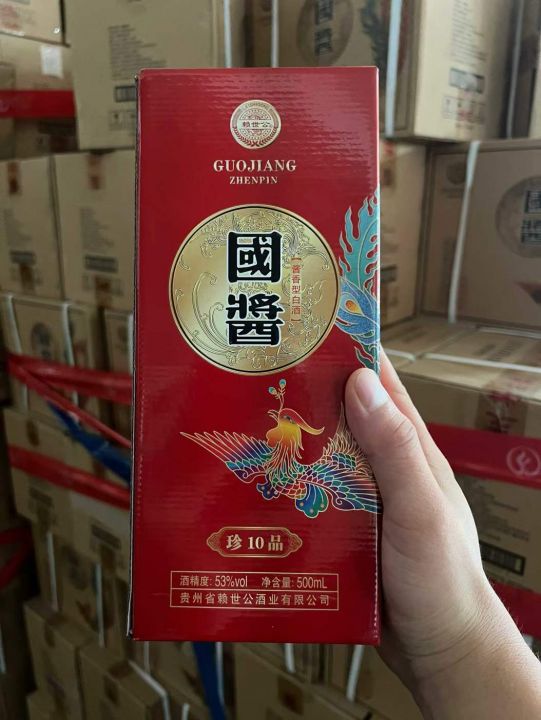 賴世公
GUOJIANG
ZHENPIN
國醬
【酱香型白酒】
珍10品
酒精度: 53%vol 净含量: 500mL
贵州省赖世公酒业有限公司